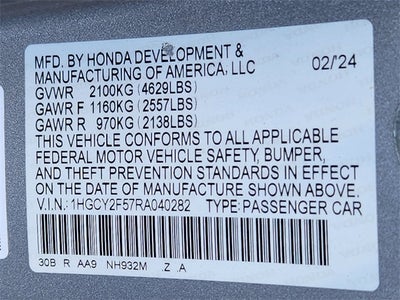 MFD. BY HONDA DEVELOPMENT &
MANUFACTURING OF AMERICA, LLC 02/'24
GVWR 2100KG (4629LBS)
GAWR F 1160KG (2557LBS)
GAWR R 970KG (2138LBS)
THIS VEHICLE CONFORMS TO ALL APPLICABLE
FEDERAL MOTOR VEHICLE SAFETY, BUMPER,
AND THEFT PREVENTION STANDARDS IN EFFECT
ON THE DATE OF MANUFACTURE SHOWN ABOVE.
V.I.N.: 1HGCY2F57RA040282 TYPE:PASSENGER CAR
30B R AA9 NH932M .Z .A